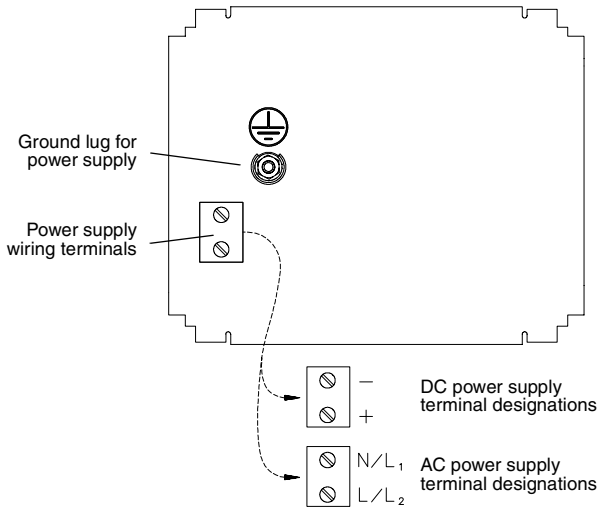 Ground lug for
power supply
Power supply
wiring terminals
−
+
DC power supply
terminal designations
N/L₁
L/L₂
AC power supply
terminal designations